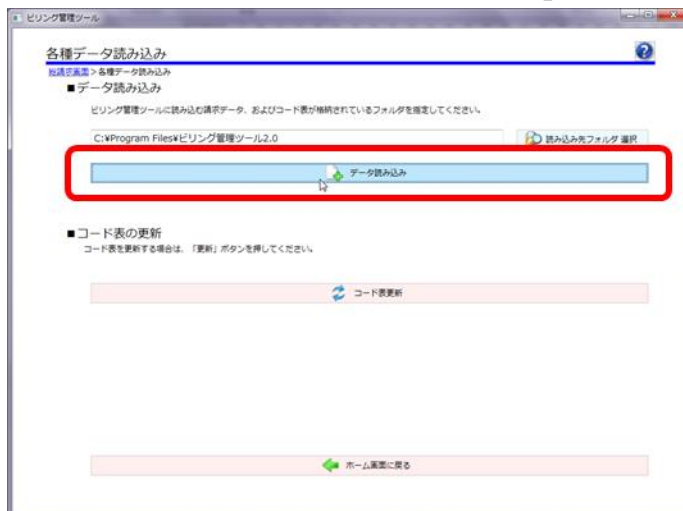 ビリング管理ツール
各種データ読み込み
総請求画面 > 各種データ読み込み
■データ読み込み
ビリング管理ツールに読み込む請求データ、およびコード表が格納されているフォルダを指定してください。
C:¥Program Files¥ビリング管理ツール2.0
読み込み先フォルダ 選択
データ読み込み
■コード表の更新
コード表を更新する場合は、「更新」ボタンを押してください。
コード表更新
ホーム画面に戻る